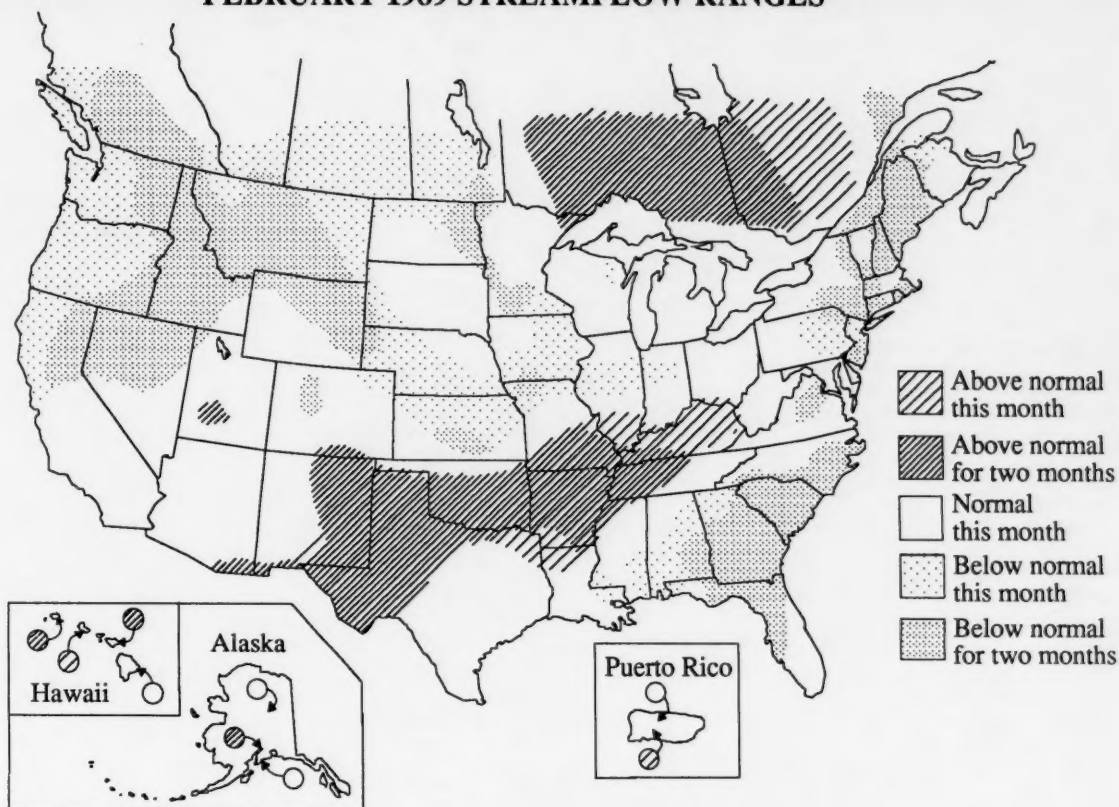 FEBRUARY STREAMFLOW RANGES
Above normal
this month
Above normal
for two months
Normal
this month
Below normal
this month
Below normal
for two months
Alaska
Hawaii
Puerto Rico